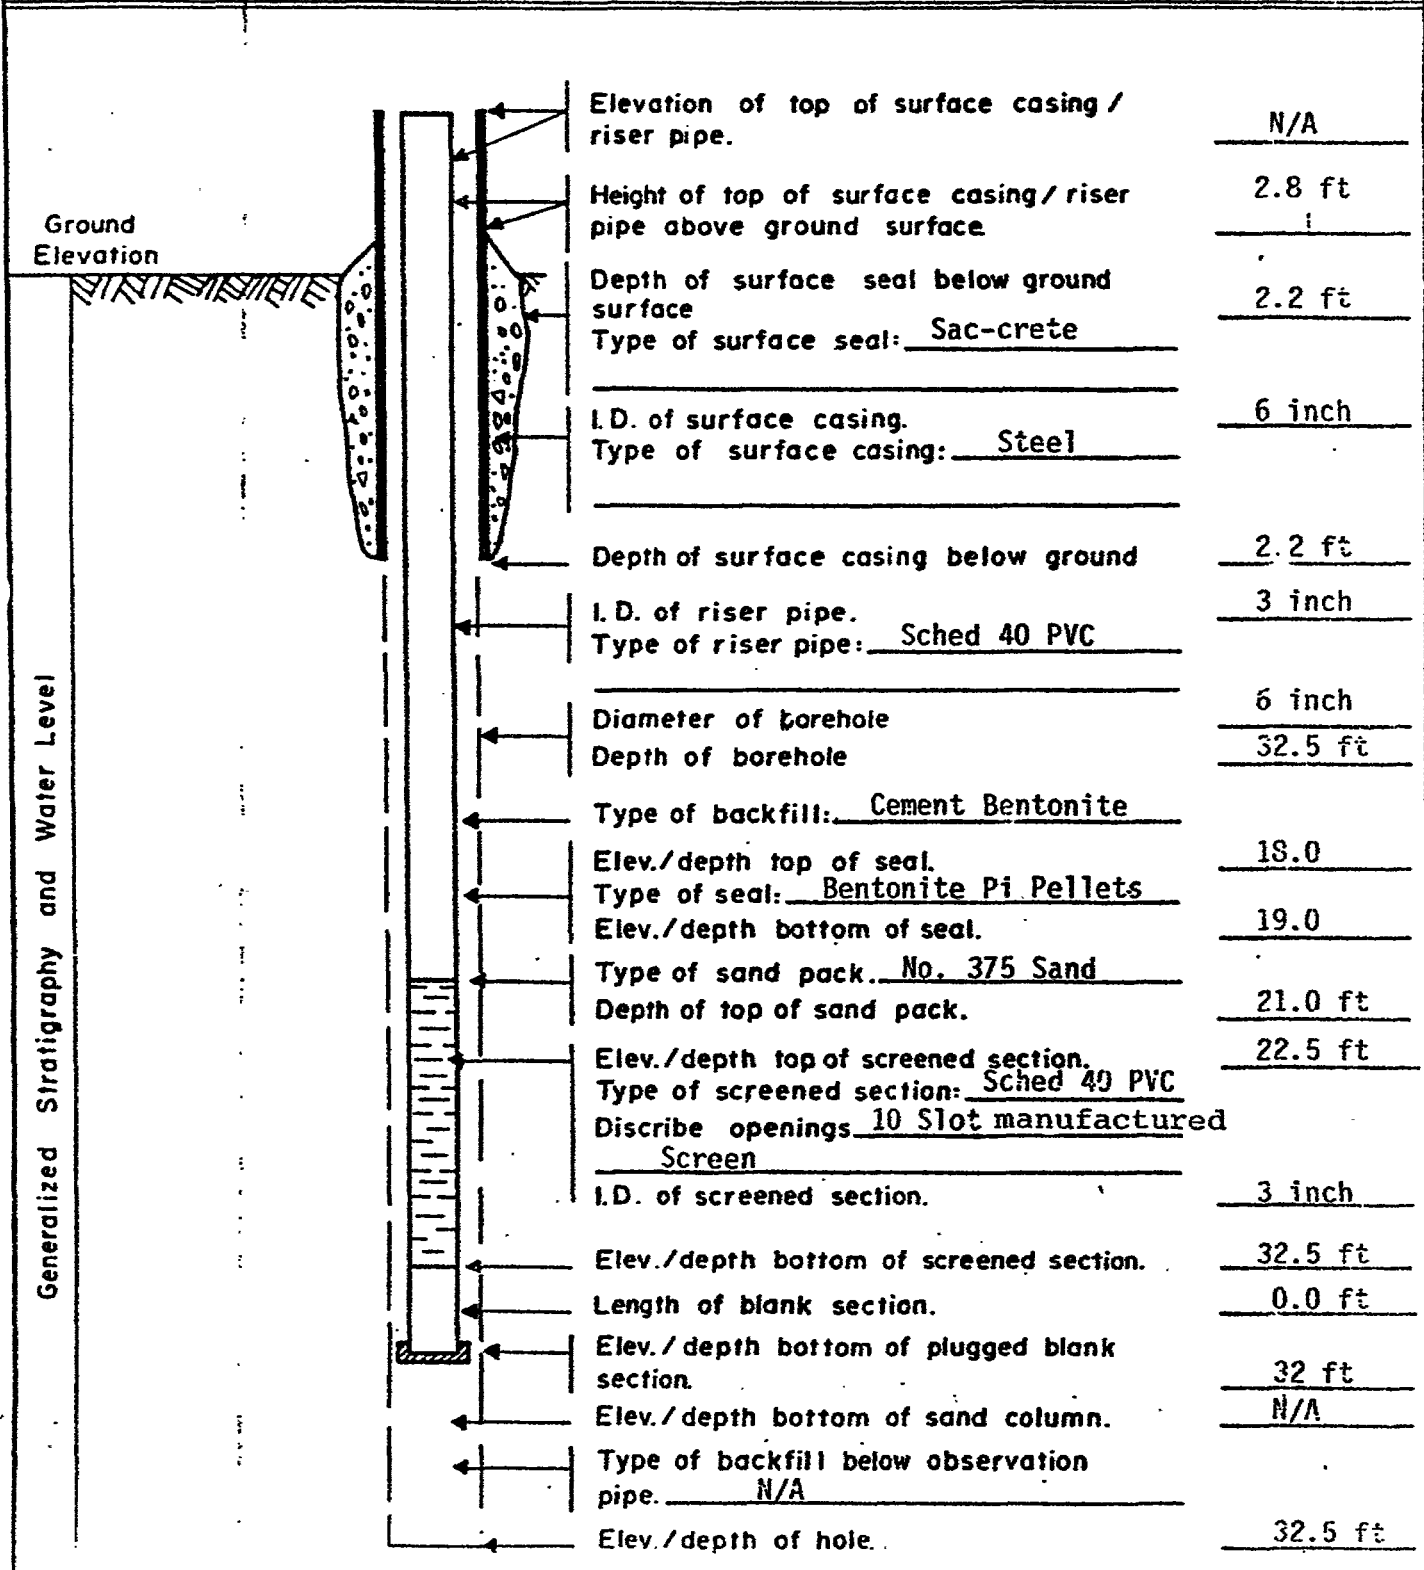 Elevation of top of surface casing /
riser pipe. N/A
Height of top of surface casing / riser 2.8 ft
pipe above ground surface
Ground
Elevation
Depth of surface seal below ground
surface 2.2 ft
Type of surface seal: Sac-crete
I.D. of surface casing. 6 inch
Type of surface casing: Steel
Depth of surface casing below ground 2.2 ft
I.D. of riser pipe. 3 inch
Type of riser pipe: Sched 40 PVC
Diameter of borehole 6 inch
Depth of borehole 32.5 ft
Type of backfill: Cement Bentonite
Elev./depth top of seal. 18.0
Type of seal: Bentonite Pi Pellets
Elev./depth bottom of seal. 19.0
Type of sand pack. No. 375 Sand
Depth of top of sand pack. 21.0 ft
Elev./depth top of screened section. 22.5 ft
Type of screened section: Sched 40 PVC
Discribe openings 10 Slot manufactured
Screen
I.D. of screened section. 3 inch
Elev./depth bottom of screened section. 32.5 ft
Length of blank section. 0.0 ft
Elev./depth bottom of plugged blank
section. 32 ft
Elev./depth bottom of sand column. N/A
Type of backfill below observation
pipe. N/A
Elev./depth of hole. 32.5 ft
Generalized Stratigraphy and Water Level